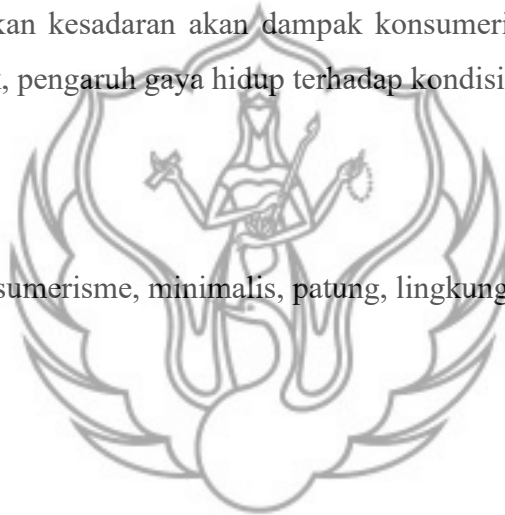 kan kesadaran akan dampak konsumeri
, pengaruh gaya hidup terhadap kondisi
sumerisme, minimalis, patung, lingkung